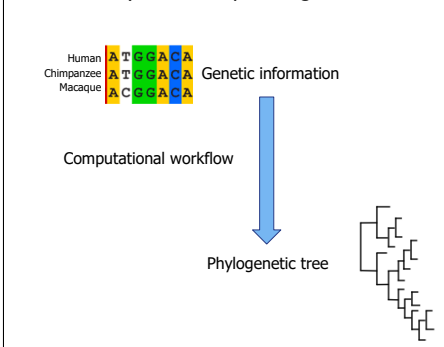 Human ATGGACA
Chimpanzee ATGGACA
Macaque ACGGACA
Genetic information
Computational workflow
Phylogenetic tree